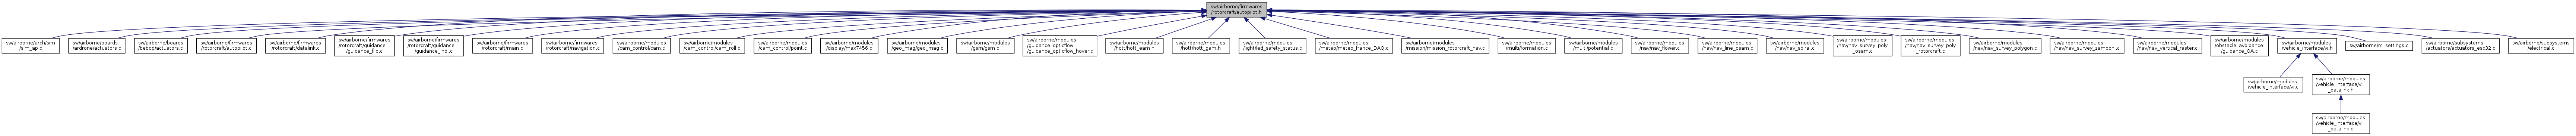 sw/airborne/firmwares
/rotorcraft/autopilot.h
sw/airborne/arch/sim
/sim_ap.c
sw/airborne/boards
/ardrone/actuators.c
sw/airborne/boards
/bebop/actuators.c
sw/airborne/firmwares
/rotorcraft/autopilot.c
sw/airborne/firmwares
/rotorcraft/datalink.c
sw/airborne/firmwares
/rotorcraft/guidance
/guidance_flip.c
sw/airborne/firmwares
/rotorcraft/guidance
/guidance_indi.c
sw/airborne/firmwares
/rotorcraft/main.c
sw/airborne/firmwares
/rotorcraft/navigation.c
sw/airborne/modules
/cam_control/cam.c
sw/airborne/modules
/cam_control/cam_roll.c
sw/airborne/modules
/cam_control/point.c
sw/airborne/modules
/display/max7456.c
sw/airborne/modules
/geo_mag/geo_mag.c
sw/airborne/modules
/gsm/gsm.c
sw/airborne/modules
/guidance_opticflow
/guidance_opticflow_hover.c
sw/airborne/modules
/hott/hott_eam.h
sw/airborne/modules
/hott/hott_gam.h
sw/airborne/modules
/lights/led_safety_status.c
sw/airborne/modules
/meteo/meteo_france_DAQ.c
sw/airborne/modules
/mission/mission_rotorcraft_nav.c
sw/airborne/modules
/multi/formation.c
sw/airborne/modules
/multi/potential.c
sw/airborne/modules
/nav/nav_flower.c
sw/airborne/modules
/nav/nav_line_osam.c
sw/airborne/modules
/nav/nav_spiral.c
sw/airborne/modules
/nav/nav_survey_poly
_osam.c
sw/airborne/modules
/nav/nav_survey_poly
_rotorcraft.c
sw/airborne/modules
/nav/nav_survey_polygon.c
sw/airborne/modules
/nav/nav_survey_zamboni.c
sw/airborne/modules
/nav/nav_vertical_raster.c
sw/airborne/modules
/obstacle_avoidance
/guidance_OA.c
sw/airborne/modules
/vehicle_interface/vi.h
sw/airborne/rc_settings.c
sw/airborne/subsystems
/actuators/actuators_esc32.c
sw/airborne/subsystems
/electrical.c
sw/airborne/modules
/vehicle_interface/vi.c
sw/airborne/modules
/vehicle_interface/vi
_datalink.h
sw/airborne/modules
/vehicle_interface/vi
_datalink.c